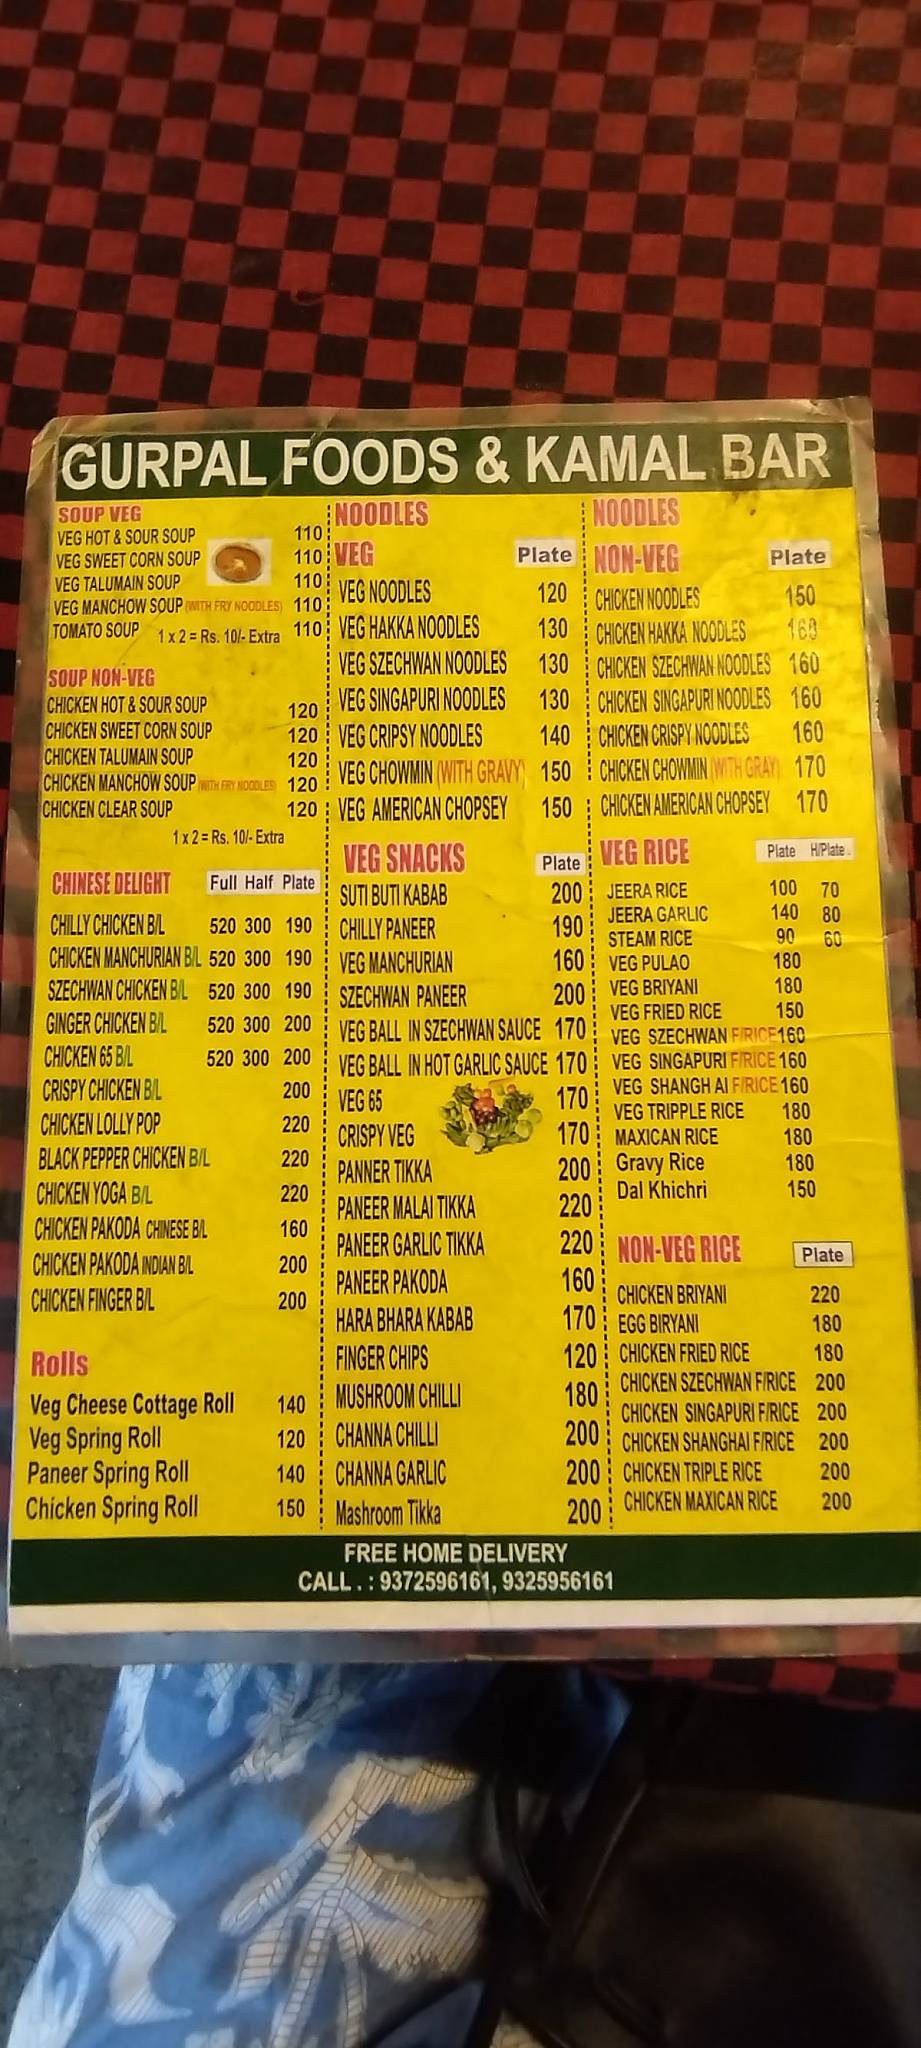 GURPAL FOODS & KAMAL BAR
SOUP VEG
VEG HOT & SOUR SOUP 110
VEG SWEET CORN SOUP 110
VEG TALUMAIN SOUP 110
VEG MANCHOW SOUP (WITH FRY NOODLES) 110
TOMATO SOUP 110
1 x 2 = Rs. 10/- Extra
SOUP NON-VEG
CHICKEN HOT & SOUR SOUP 120
CHICKEN SWEET CORN SOUP 120
CHICKEN TALUMAIN SOUP 120
CHICKEN MANCHOW SOUP (WITH FRY NOODLES) 120
CHICKEN CLEAR SOUP 120
1 x 2 = Rs. 10/- Extra
CHINESE DELIGHT Full Half Plate
CHILLY CHICKEN B/L 520 300 190
CHICKEN MANCHURIAN B/L 520 300 190
SZECHWAN CHICKEN B/L 520 300 190
GINGER CHICKEN B/L 520 300 200
CHICKEN 65 B/L 520 300 200
CRISPY CHICKEN B/L 200
CHICKEN LOLLY POP 220
BLACK PEPPER CHICKEN B/L 220
CHICKEN YOGA B/L 220
CHICKEN PAKODA CHINESE B/L 160
CHICKEN PAKODA INDIAN B/L 200
CHICKEN FINGER B/L 200
Rolls
Veg Cheese Cottage Roll 140
Veg Spring Roll 120
Paneer Spring Roll 140
Chicken Spring Roll 150
NOODLES
VEG Plate
VEG NOODLES 120
VEG HAKKA NOODLES 130
VEG SZECHWAN NOODLES 130
VEG SINGAPURI NOODLES 130
VEG CRIPSY NOODLES 140
VEG CHOWMIN (WITH GRAVY) 150
VEG AMERICAN CHOPSEY 150
VEG SNACKS Plate
SUTI BUTI KABAB 200
CHILLY PANEER 190
VEG MANCHURIAN 160
SZECHWAN PANEER 200
VEG BALL IN SZECHWAN SAUCE 170
VEG BALL IN HOT GARLIC SAUCE 170
VEG 65 170
CRISPY VEG 170
PANNER TIKKA 200
PANEER MALAI TIKKA 220
PANEER GARLIC TIKKA 220
PANEER PAKODA 160
HARA BHARA KABAB 170
FINGER CHIPS 120
MUSHROOM CHILLI 180
CHANNA CHILLI 200
CHANNA GARLIC 200
Mashroom Tikka 200
NOODLES
NON-VEG Plate
CHICKEN NOODLES 150
CHICKEN HAKKA NOODLES 160
CHICKEN SZECHWAN NOODLES 160
CHICKEN SINGAPURI NOODLES 160
CHICKEN CRISPY NOODLES 160
CHICKEN CHOWMIN (WITH GRAY) 170
CHICKEN AMERICAN CHOPSEY 170
VEG RICE Plate H/Plate .
JEERA RICE 100 70
JEERA GARLIC 140 80
STEAM RICE 90 60
VEG PULAO 180
VEG BRIYANI 180
VEG FRIED RICE 150
VEG SZECHWAN F/RICE 160
VEG SINGAPURI F/RICE 160
VEG SHANGH AI F/RICE 160
VEG TRIPPLE RICE 180
MAXICAN RICE 180
Gravy Rice 180
Dal Khichri 150
NON-VEG RICE Plate
CHICKEN BRIYANI 220
EGG BIRYANI 180
CHICKEN FRIED RICE 180
CHICKEN SZECHWAN F/RICE 200
CHICKEN SINGAPURI F/RICE 200
CHICKEN SHANGHAI F/RICE 200
CHICKEN TRIPLE RICE 200
CHICKEN MAXICAN RICE 200
FREE HOME DELIVERY
CALL . : 9372596161, 9325956161